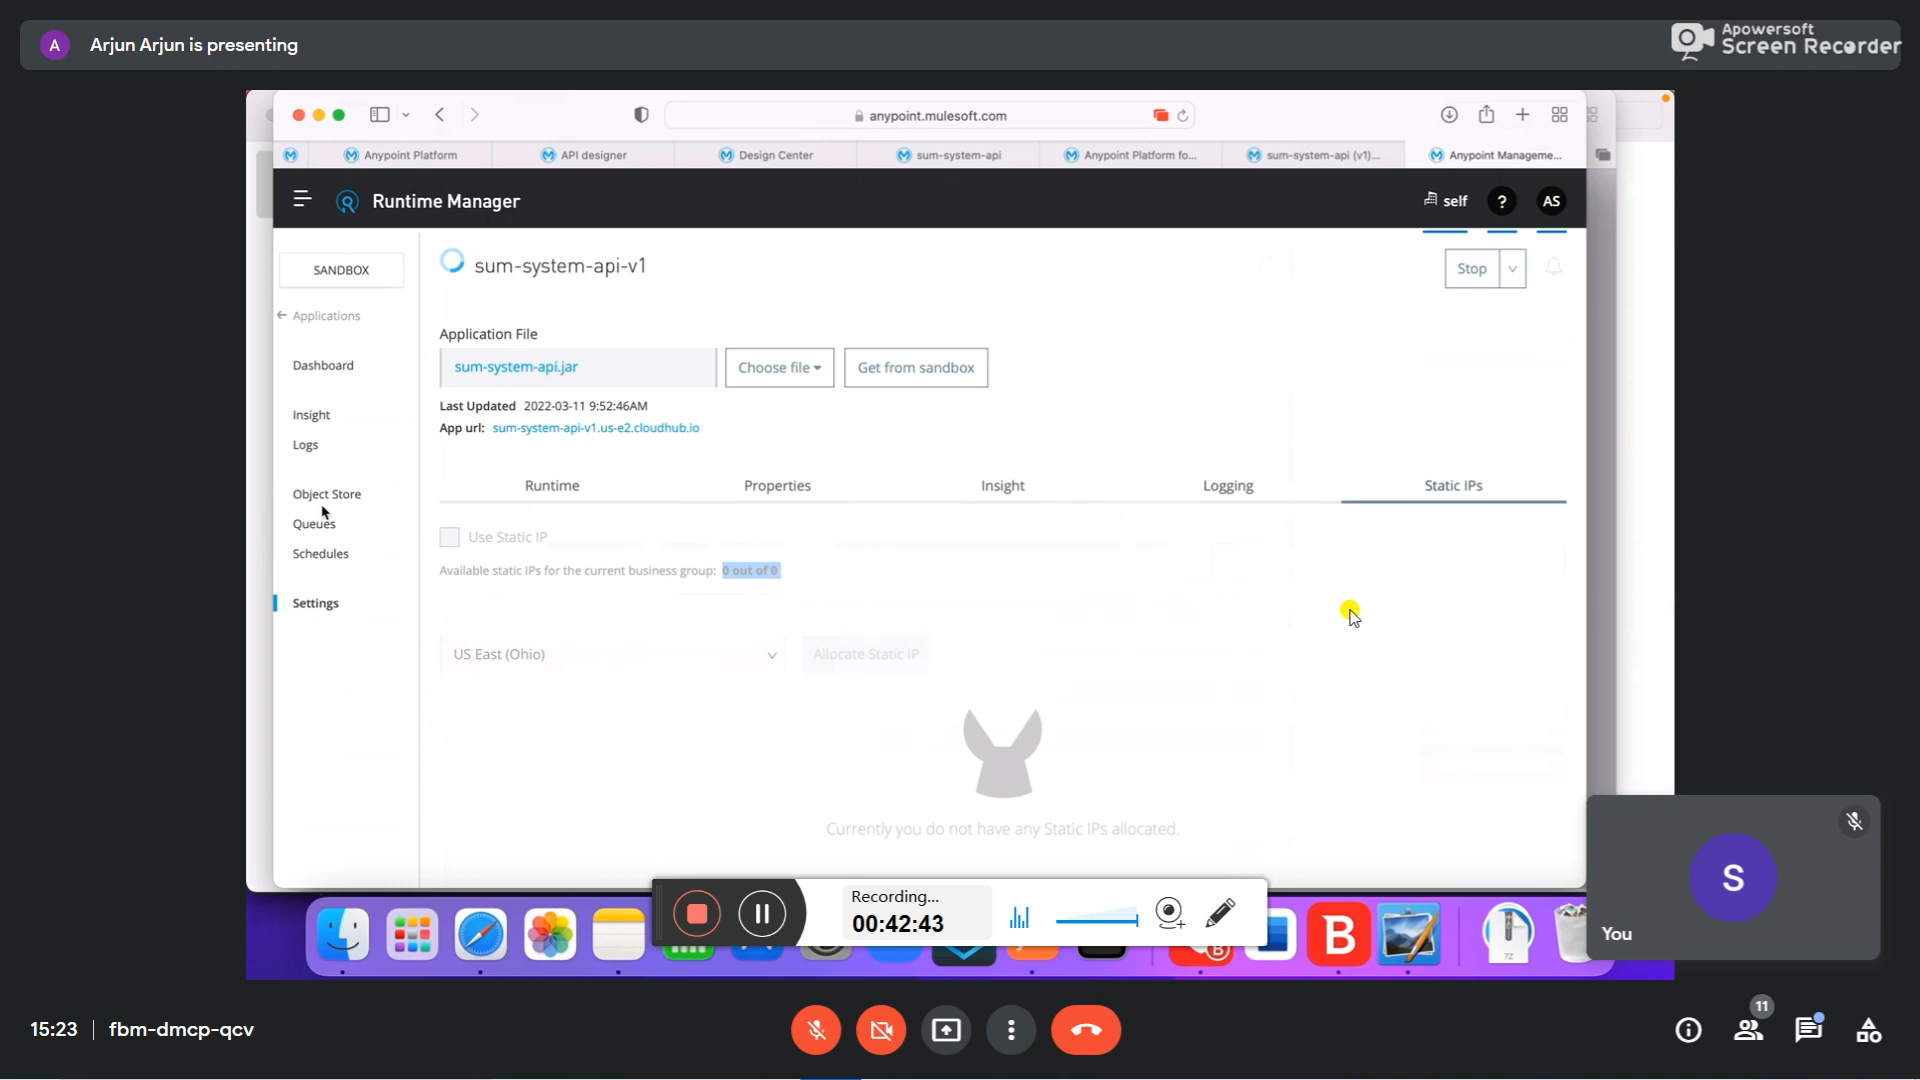 A Arjun Arjun is presenting
Apowersoft
Screen Recorder
anypoint.mulesoft.com
Anypoint Platform
API designer
Design Center
sum-system-api
Anypoint Platform fo...
sum-system-api (v1)...
Anypoint Manageme...
Runtime Manager
self ? AS
SANDBOX
Applications
Dashboard
Insight
Logs
Object Store
Queues
Schedules
Settings
sum-system-api-v1
Stop
Application File
sum-system-api.jar
Choose file
Get from sandbox
Last Updated 2022-03-11 9:52:46AM
App url: sum-system-api-v1.us-e2.cloudhub.io
Runtime Properties Insight Logging Static IPs
Use Static IP
Available static IPs for the current business group: 0 out of 0
US East (Ohio)
Allocate Static IP
Currently you do not have any Static IPs allocated.
Recording...
00:42:43
B
B
7Z
S
You
15:23 fbm-dmcp-qcv
11